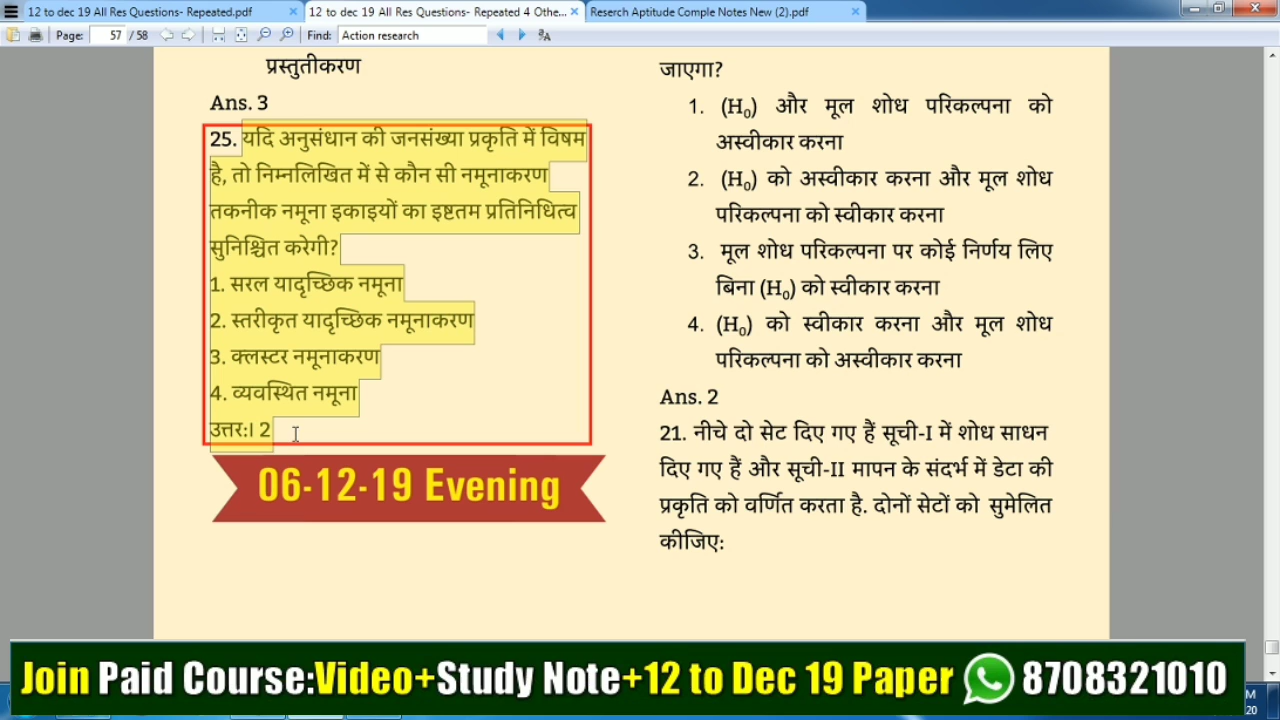 12 to dec 19 All Res Questions- Repeated.pdf
12 to dec 19 All Res Questions- Repeated 4 Othe...
Reserch Aptitude Comple Notes New (2).pdf
Page: 57 / 58 Find: Action research
प्रस्तुतीकरण
Ans. 3
25. यदि अनुसंधान की जनसंख्या प्रकृति में विषम
है, तो निम्नलिखित में से कौन सी नमूनाकरण
तकनीक नमूना इकाइयों का इष्टतम प्रतिनिधित्व
सुनिश्चित करेगी?
1. सरल यादृच्छिक नमूना
2. स्तरीकृत यादृच्छिक नमूनाकरण
3. क्लस्टर नमूनाकरण
4. व्यवस्थित नमूना
उत्तर:। 2
06-12-19 Evening
जाएगा?
1. (H₀) और मूल शोध परिकल्पना को
अस्वीकार करना
2. (H₀) को अस्वीकार करना और मूल शोध
परिकल्पना को स्वीकार करना
3. मूल शोध परिकल्पना पर कोई निर्णय लिए
बिना (H₀) को स्वीकार करना
4. (H₀) को स्वीकार करना और मूल शोध
परिकल्पना को अस्वीकार करना
Ans. 2
21. नीचे दो सेट दिए गए हैं सूची-I में शोध साधन
दिए गए हैं और सूची-II मापन के संदर्भ में डेटा की
प्रकृति को वर्णित करता है. दोनों सेटों को सुमेलित
कीजिए:
Join Paid Course:Video+Study Note+12 to Dec 19 Paper 8708321010
M
20